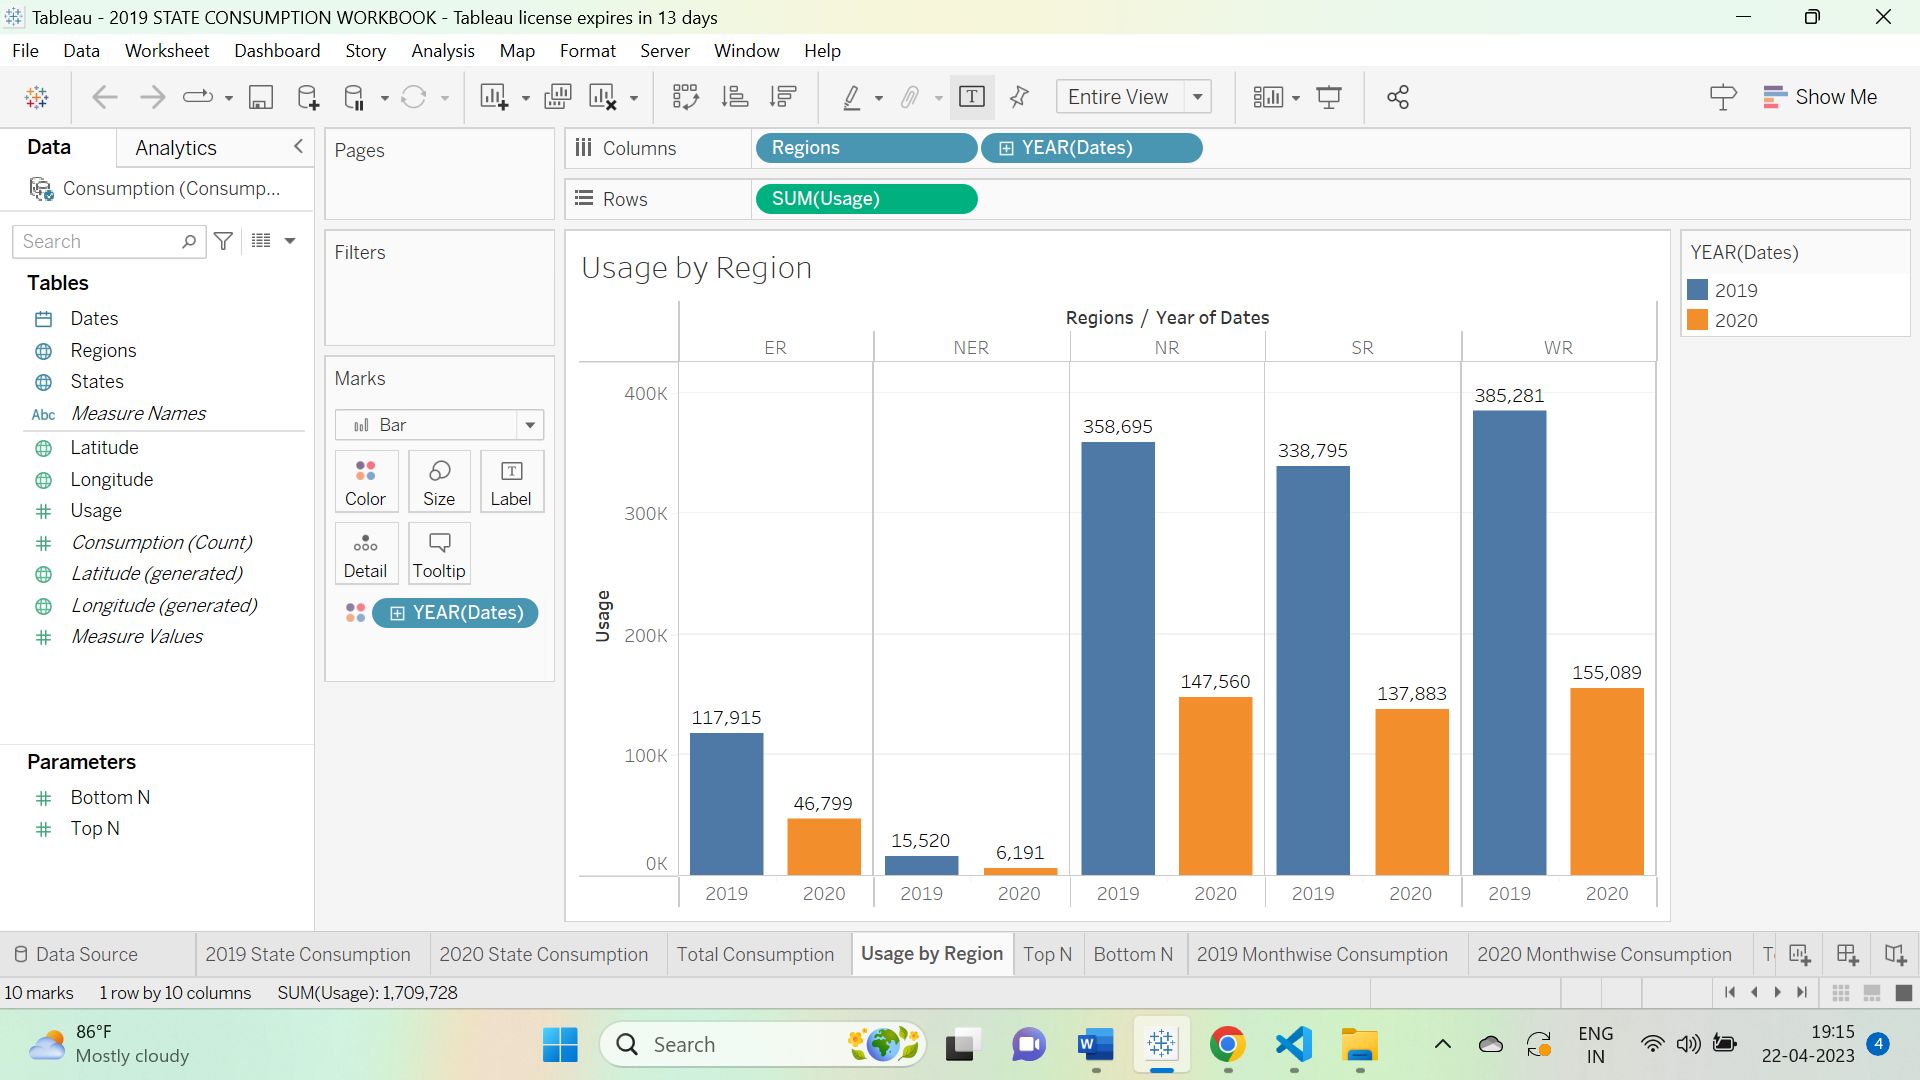 Tableau - 2019 STATE CONSUMPTION WORKBOOK - Tableau license expires in 13 days
File Data Worksheet Dashboard Story Analysis Map Format Server Window Help
T Entire View Show Me
Data Analytics
Consumption (Consump...
Search
Tables
Dates
Regions
States
Abc Measure Names
Latitude
Longitude
Usage
Consumption (Count)
Latitude (generated)
Longitude (generated)
Measure Values
Parameters
Bottom N
Top N
Pages
Filters
Marks
Bar
Color Size T Label
Detail Tooltip
YEAR(Dates)
Columns Regions YEAR(Dates)
Rows SUM(Usage)
Usage by Region
Regions / Year of Dates
ER NER NR SR WR
Usage
400K
300K
200K
100K
0K
117,915
46,799
15,520
6,191
358,695
147,560
338,795
137,883
385,281
155,089
2019 2020 2019 2020 2019 2020 2019 2020 2019 2020
YEAR(Dates)
2019
2020
Data Source 2019 State Consumption 2020 State Consumption Total Consumption Usage by Region Top N Bottom N 2019 Monthwise Consumption 2020 Monthwise Consumption
10 marks 1 row by 10 columns SUM(Usage): 1,709,728
86°F
Mostly cloudy
Search
W
ENG
IN
19:15
22-04-2023
4